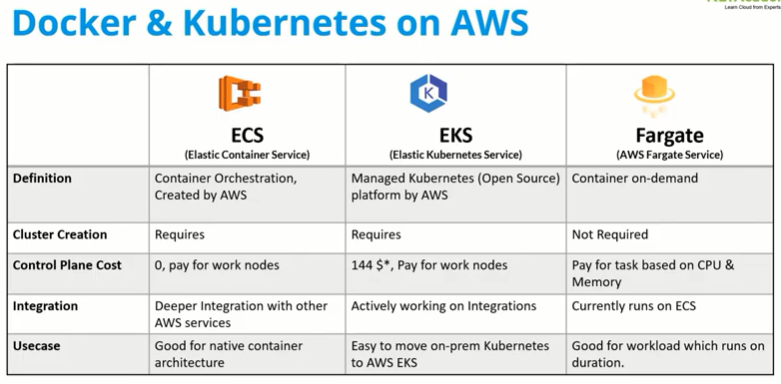 Learn Cloud from Experts
Docker & Kubernetes on AWS
ECS
(Elastic Container Service)
EKS
(Elastic Kubernetes Service)
Fargate
(AWS Fargate Service)
Definition
Container Orchestration,
Created by AWS
Managed Kubernetes (Open Source)
platform by AWS
Container on-demand
Cluster Creation
Requires
Requires
Not Required
Control Plane Cost
0, pay for work nodes
144 $*, Pay for work nodes
Pay for task based on CPU &
Memory
Integration
Deeper Integration with other
AWS services
Actively working on Integrations
Currently runs on ECS
Usecase
Good for native container
architecture
Easy to move on-prem Kubernetes
to AWS EKS
Good for workload which runs on
duration.